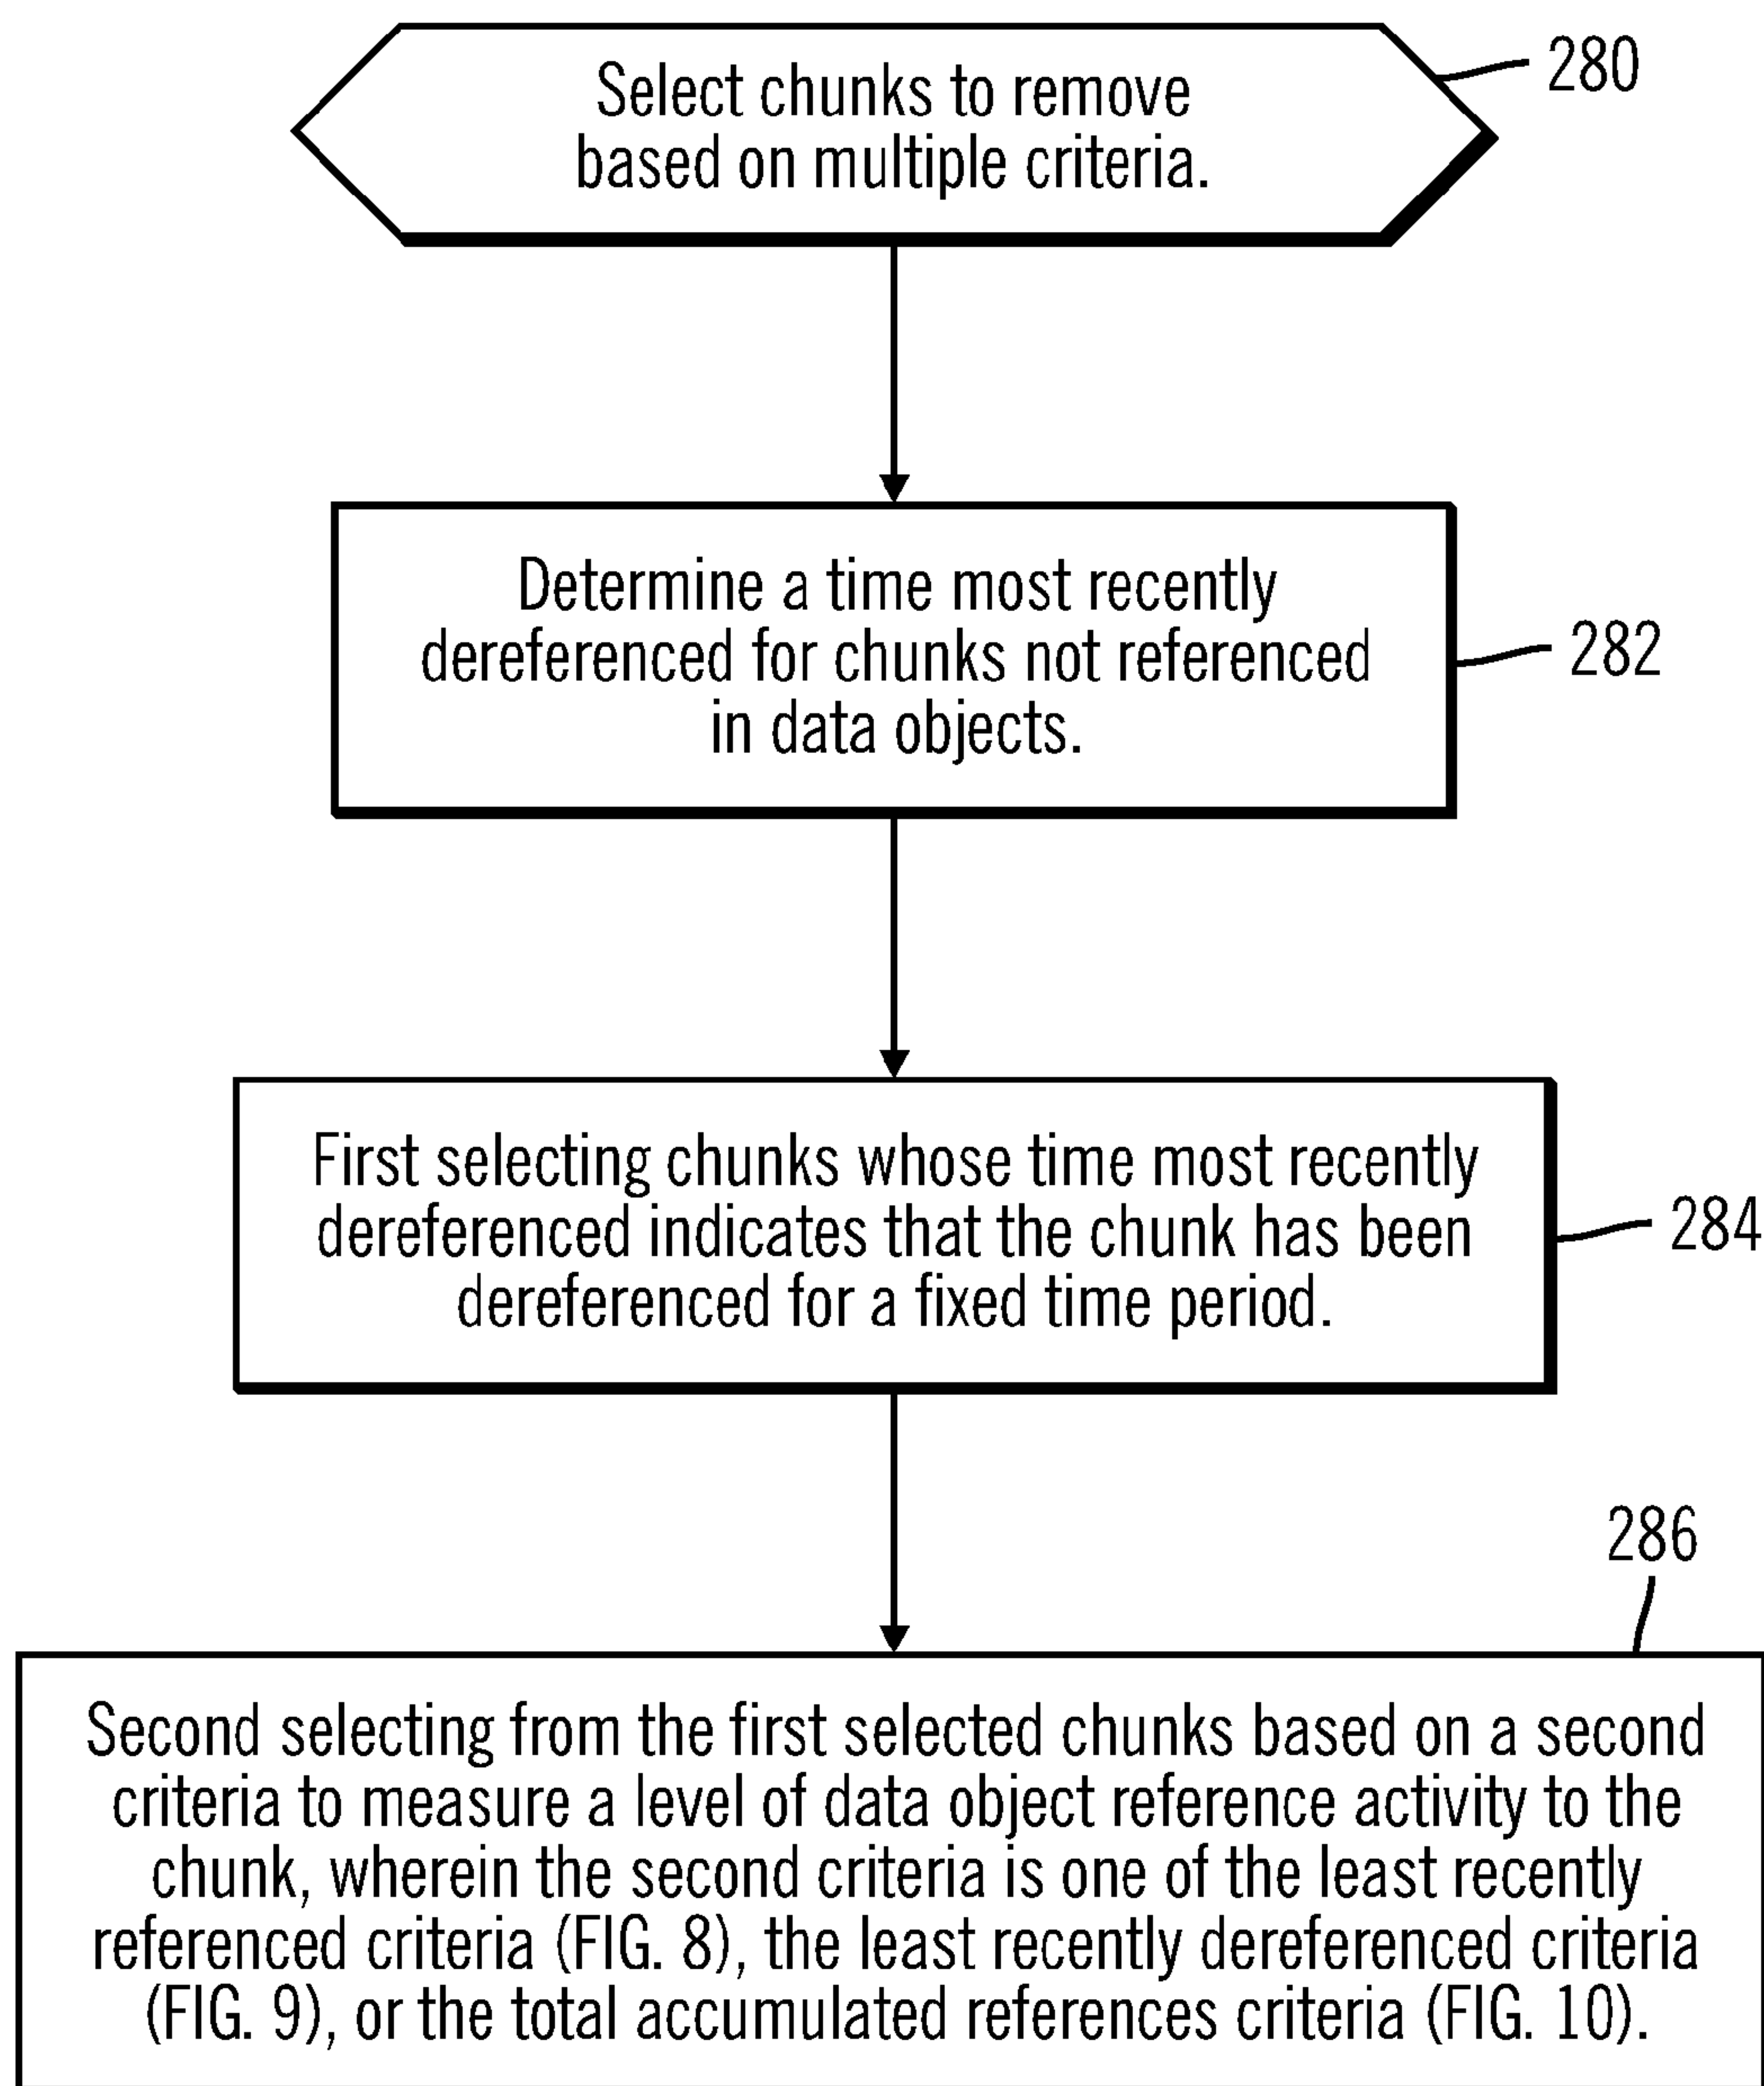 Select chunks to remove
based on multiple criteria.
280
Determine a time most recently
dereferenced for chunks not referenced
in data objects.
282
First selecting chunks whose time most recently
dereferenced indicates that the chunk has been
dereferenced for a fixed time period.
284
286
Second selecting from the first selected chunks based on a second
criteria to measure a level of data object reference activity to the
chunk, wherein the second criteria is one of the least recently
referenced criteria (FIG. 8), the least recently dereferenced criteria
(FIG. 9), or the total accumulated references criteria (FIG. 10).